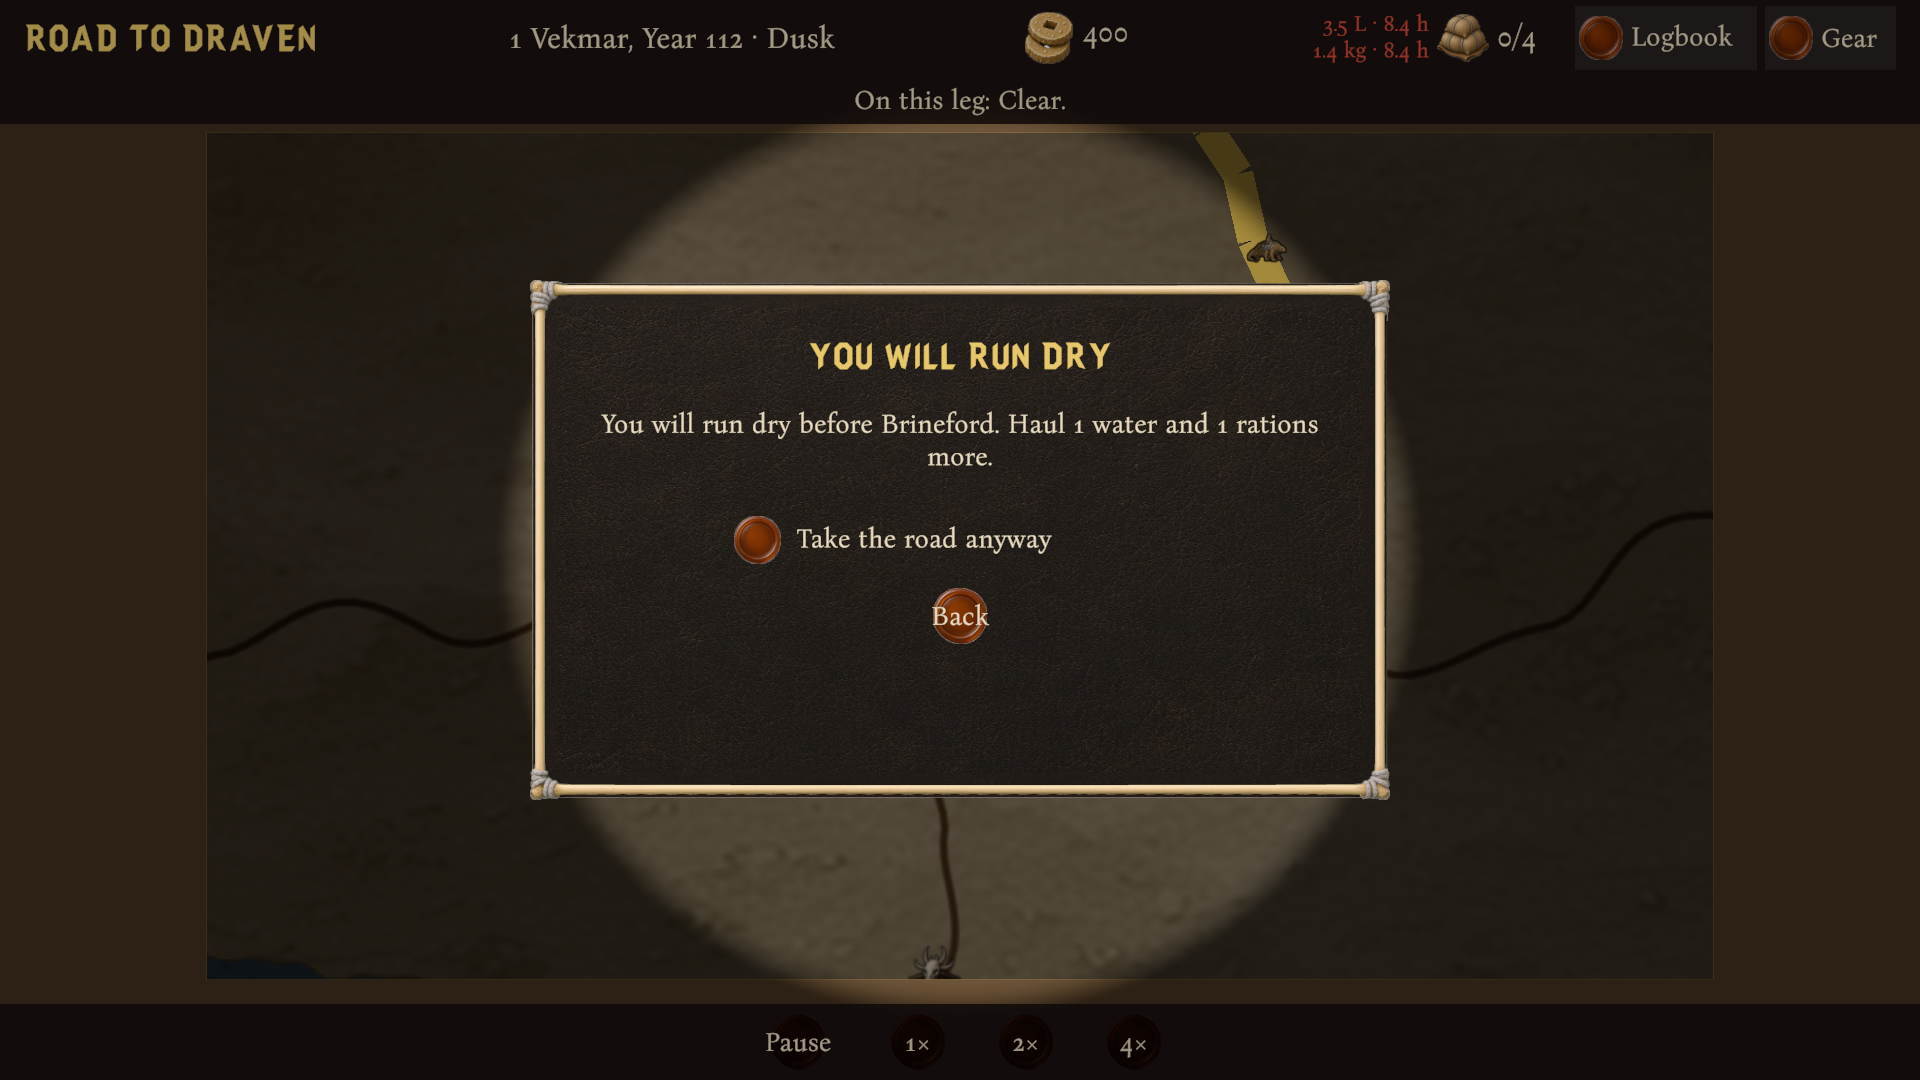 ROAD TO DRAVEN
1 Vekmar, Year 112 · Dusk
400
3.5 L · 8.4 h
1.4 kg · 8.4 h
0/4
Logbook
Gear
On this leg: Clear.
YOU WILL RUN DRY
You will run dry before Brineford. Haul 1 water and 1 rations
more.
Take the road anyway
Back
Pause
1×
2×
4×